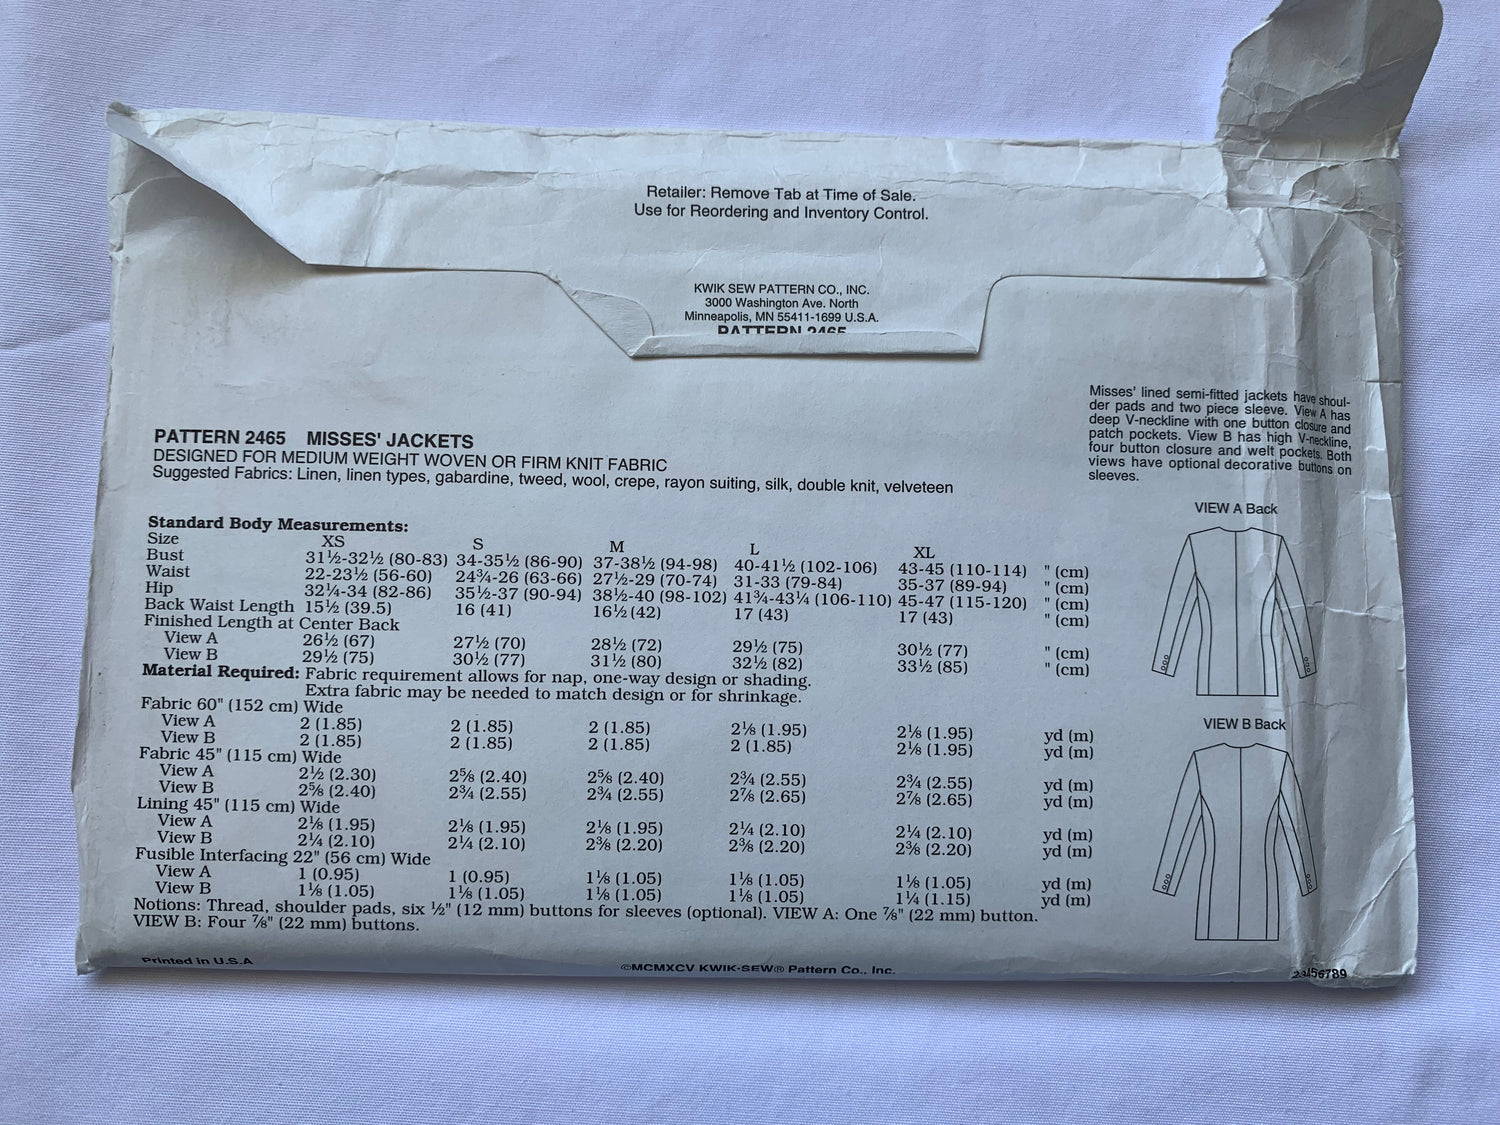 Retailer: Remove Tab at Time of Sale.
Use for Reordering and Inventory Control.
KWIK SEW PATTERN CO., INC.
3000 Washington Ave. North
Minneapolis, MN 55411-1699 U.S.A.
PATTERN 2465
Misses' lined semi-fitted jackets have shoul-
der pads and two piece sleeve. View A has
deep V-neckline with one button closure and
patch pockets. View B has high V-neckline,
four button closure and welt pockets. Both
views have optional decorative buttons on
sleeves.
PATTERN 2465 MISSES' JACKETS
DESIGNED FOR MEDIUM WEIGHT WOVEN OR FIRM KNIT FABRIC
Suggested Fabrics: Linen, linen types, gabardine, tweed, wool, crepe, rayon suiting, silk, double knit, velveteen
Standard Body Measurements:
Size XS S M L XL
Bust 31½-32½ (80-83) 34-35½ (86-90) 37-38½ (94-98) 40-41½ (102-106) 43-45 (110-114) " (cm)
Waist 22-23½ (56-60) 24¾-26 (63-66) 27½-29 (70-74) 31-33 (79-84) 35-37 (89-94) " (cm)
Hip 32¼-34 (82-86) 35½-37 (90-94) 38½-40 (98-102) 41¾-43¼ (106-110) 45-47 (115-120) " (cm)
Back Waist Length 15½ (39.5) 16 (41) 16½ (42) 17 (43) 17 (43) " (cm)
Finished Length at Center Back
View A 26½ (67) 27½ (70) 28½ (72) 29½ (75) 30½ (77) " (cm)
View B 29½ (75) 30½ (77) 31½ (80) 32½ (82) 33½ (85) " (cm)
Material Required: Fabric requirement allows for nap, one-way design or shading.
Extra fabric may be needed to match design or for shrinkage.
Fabric 60" (152 cm) Wide
View A 2 (1.85) 2 (1.85) 2 (1.85) 2⅛ (1.95) 2⅛ (1.95) yd (m)
View B 2 (1.85) 2 (1.85) 2 (1.85) 2 (1.85) 2⅛ (1.95) yd (m)
Fabric 45" (115 cm) Wide
View A 2½ (2.30) 2⅝ (2.40) 2⅝ (2.40) 2¾ (2.55) 2¾ (2.55) yd (m)
View B 2⅝ (2.40) 2¾ (2.55) 2¾ (2.55) 2⅞ (2.65) 2⅞ (2.65) yd (m)
Lining 45" (115 cm) Wide
View A 2⅛ (1.95) 2⅛ (1.95) 2⅛ (1.95) 2¼ (2.10) 2¼ (2.10) yd (m)
View B 2¼ (2.10) 2¼ (2.10) 2⅜ (2.20) 2⅜ (2.20) 2⅜ (2.20) yd (m)
Fusible Interfacing 22" (56 cm) Wide
View A 1 (0.95) 1 (0.95) 1⅛ (1.05) 1⅛ (1.05) 1⅛ (1.05) yd (m)
View B 1⅛ (1.05) 1⅛ (1.05) 1⅛ (1.05) 1⅛ (1.05) 1¼ (1.15) yd (m)
Notions: Thread, shoulder pads, six ½" (12 mm) buttons for sleeves (optional). VIEW A: One ⅞" (22 mm) button.
VIEW B: Four ⅞" (22 mm) buttons.
VIEW A Back
VIEW B Back
Printed in U.S.A
©MCMXCV KWIK-SEW® Pattern Co., Inc.
23456789